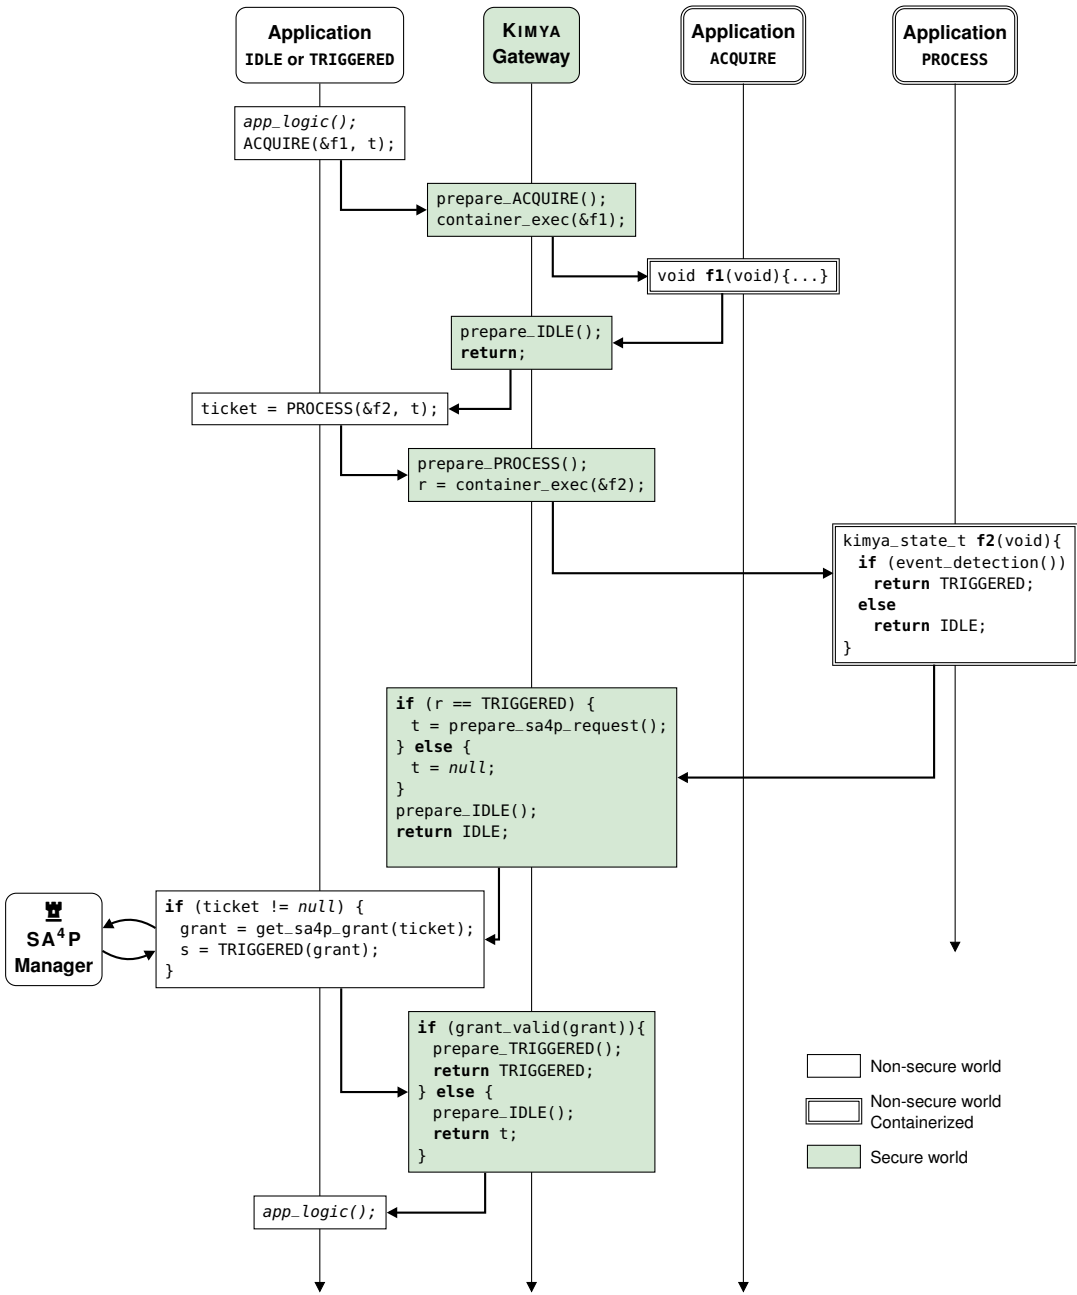 Application
IDLE or TRIGGERED
KIMYA
Gateway
Application
ACQUIRE
Application
PROCESS
app_logic();
ACQUIRE(&f1, t);
prepare_ACQUIRE();
container_exec(&f1);
void f1(void){...}
prepare_IDLE();
return;
ticket = PROCESS(&f2, t);
prepare_PROCESS();
r = container_exec(&f2);
kimya_state_t f2(void){
if (event_detection())
return TRIGGERED;
else
return IDLE;
}
if (r == TRIGGERED) {
t = prepare_sa4p_request();
} else {
t = null;
}
prepare_IDLE();
return IDLE;
SA⁴P
Manager
if (ticket != null) {
grant = get_sa4p_grant(ticket);
s = TRIGGERED(grant);
}
if (grant_valid(grant)){
prepare_TRIGGERED();
return TRIGGERED;
} else {
prepare_IDLE();
return t;
}
app_logic();
Non-secure world
Non-secure world
Containerized
Secure world